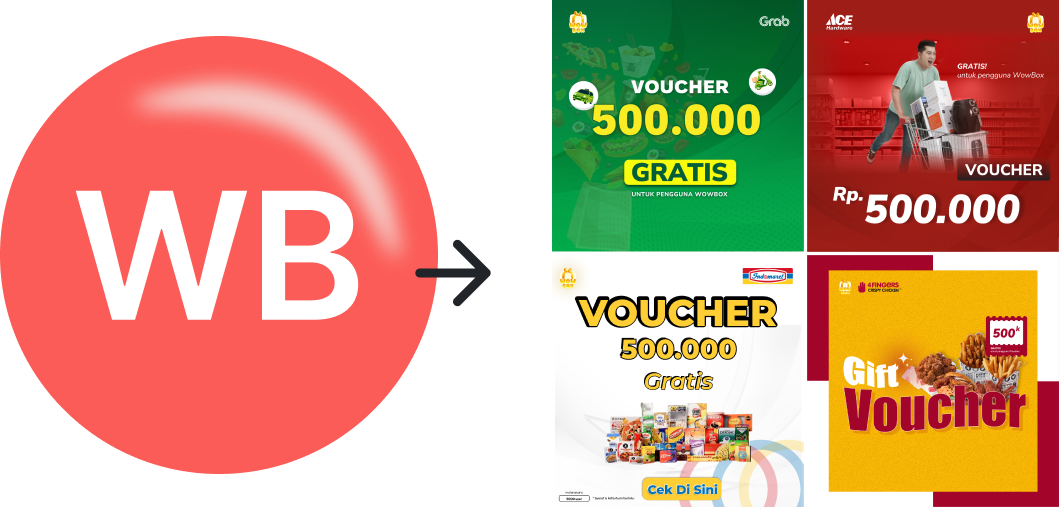 WB
Grab
VOUCHER
500.000
GRATIS
UNTUK PENGGUNA WOWBOX
ACE
Hardware
GRATIS!
untuk pengguna WowBox
VOUCHER
Rp.500.000
Indomaret
VOUCHER
500.000
Gratis
Cek Di Sini
4FINGERS
CRISPY CHICKEN
500k
Gift
Voucher